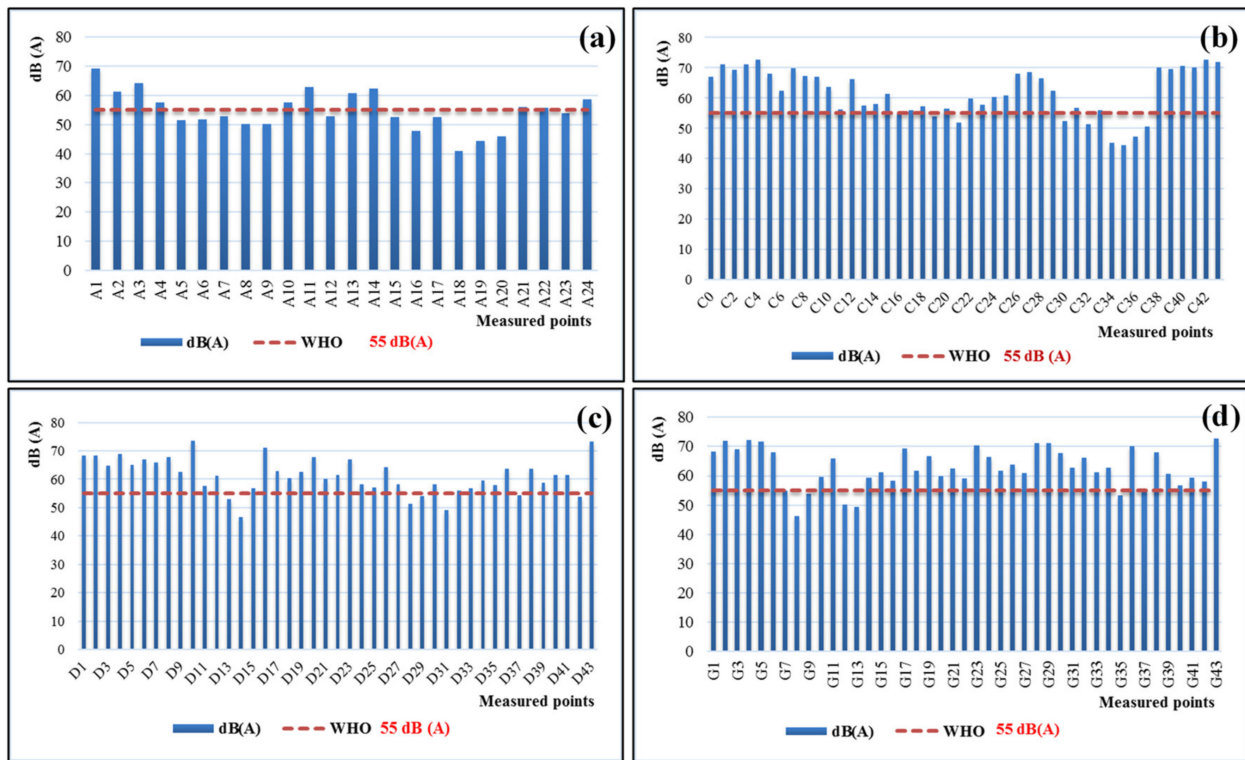 (a)
dB (A)
80
70
60
50
40
30
20
10
0
A1 A2 A3 A4 A5 A6 A7 A8 A9 A10 A11 A12 A13 A14 A15 A16 A17 A18 A19 A20 A21 A22 A23 A24
Measured points
dB(A) WHO 55 dB(A)
(b)
dB (A)
80
70
60
50
40
30
20
10
0
C0 C2 C4 C6 C8 C10 C12 C14 C16 C18 C20 C22 C24 C26 C28 C30 C32 C34 C36 C38 C40 C42
Measured points
dB(A) WHO 55 dB (A)
(c)
dB (A)
80
70
60
50
40
30
20
10
0
D1 D3 D5 D7 D9 D11 D13 D15 D17 D19 D21 D23 D25 D27 D29 D31 D33 D35 D37 D39 D41 D43
Measured points
dB(A) WHO 55 dB (A)
(d)
dB (A)
80
70
60
50
40
30
20
10
0
G1 G3 G5 G7 G9 G11 G13 G15 G17 G19 G21 G23 G25 G27 G29 G31 G33 G35 G37 G39 G41 G43
Measured points
dB(A) WHO 55 dB(A)